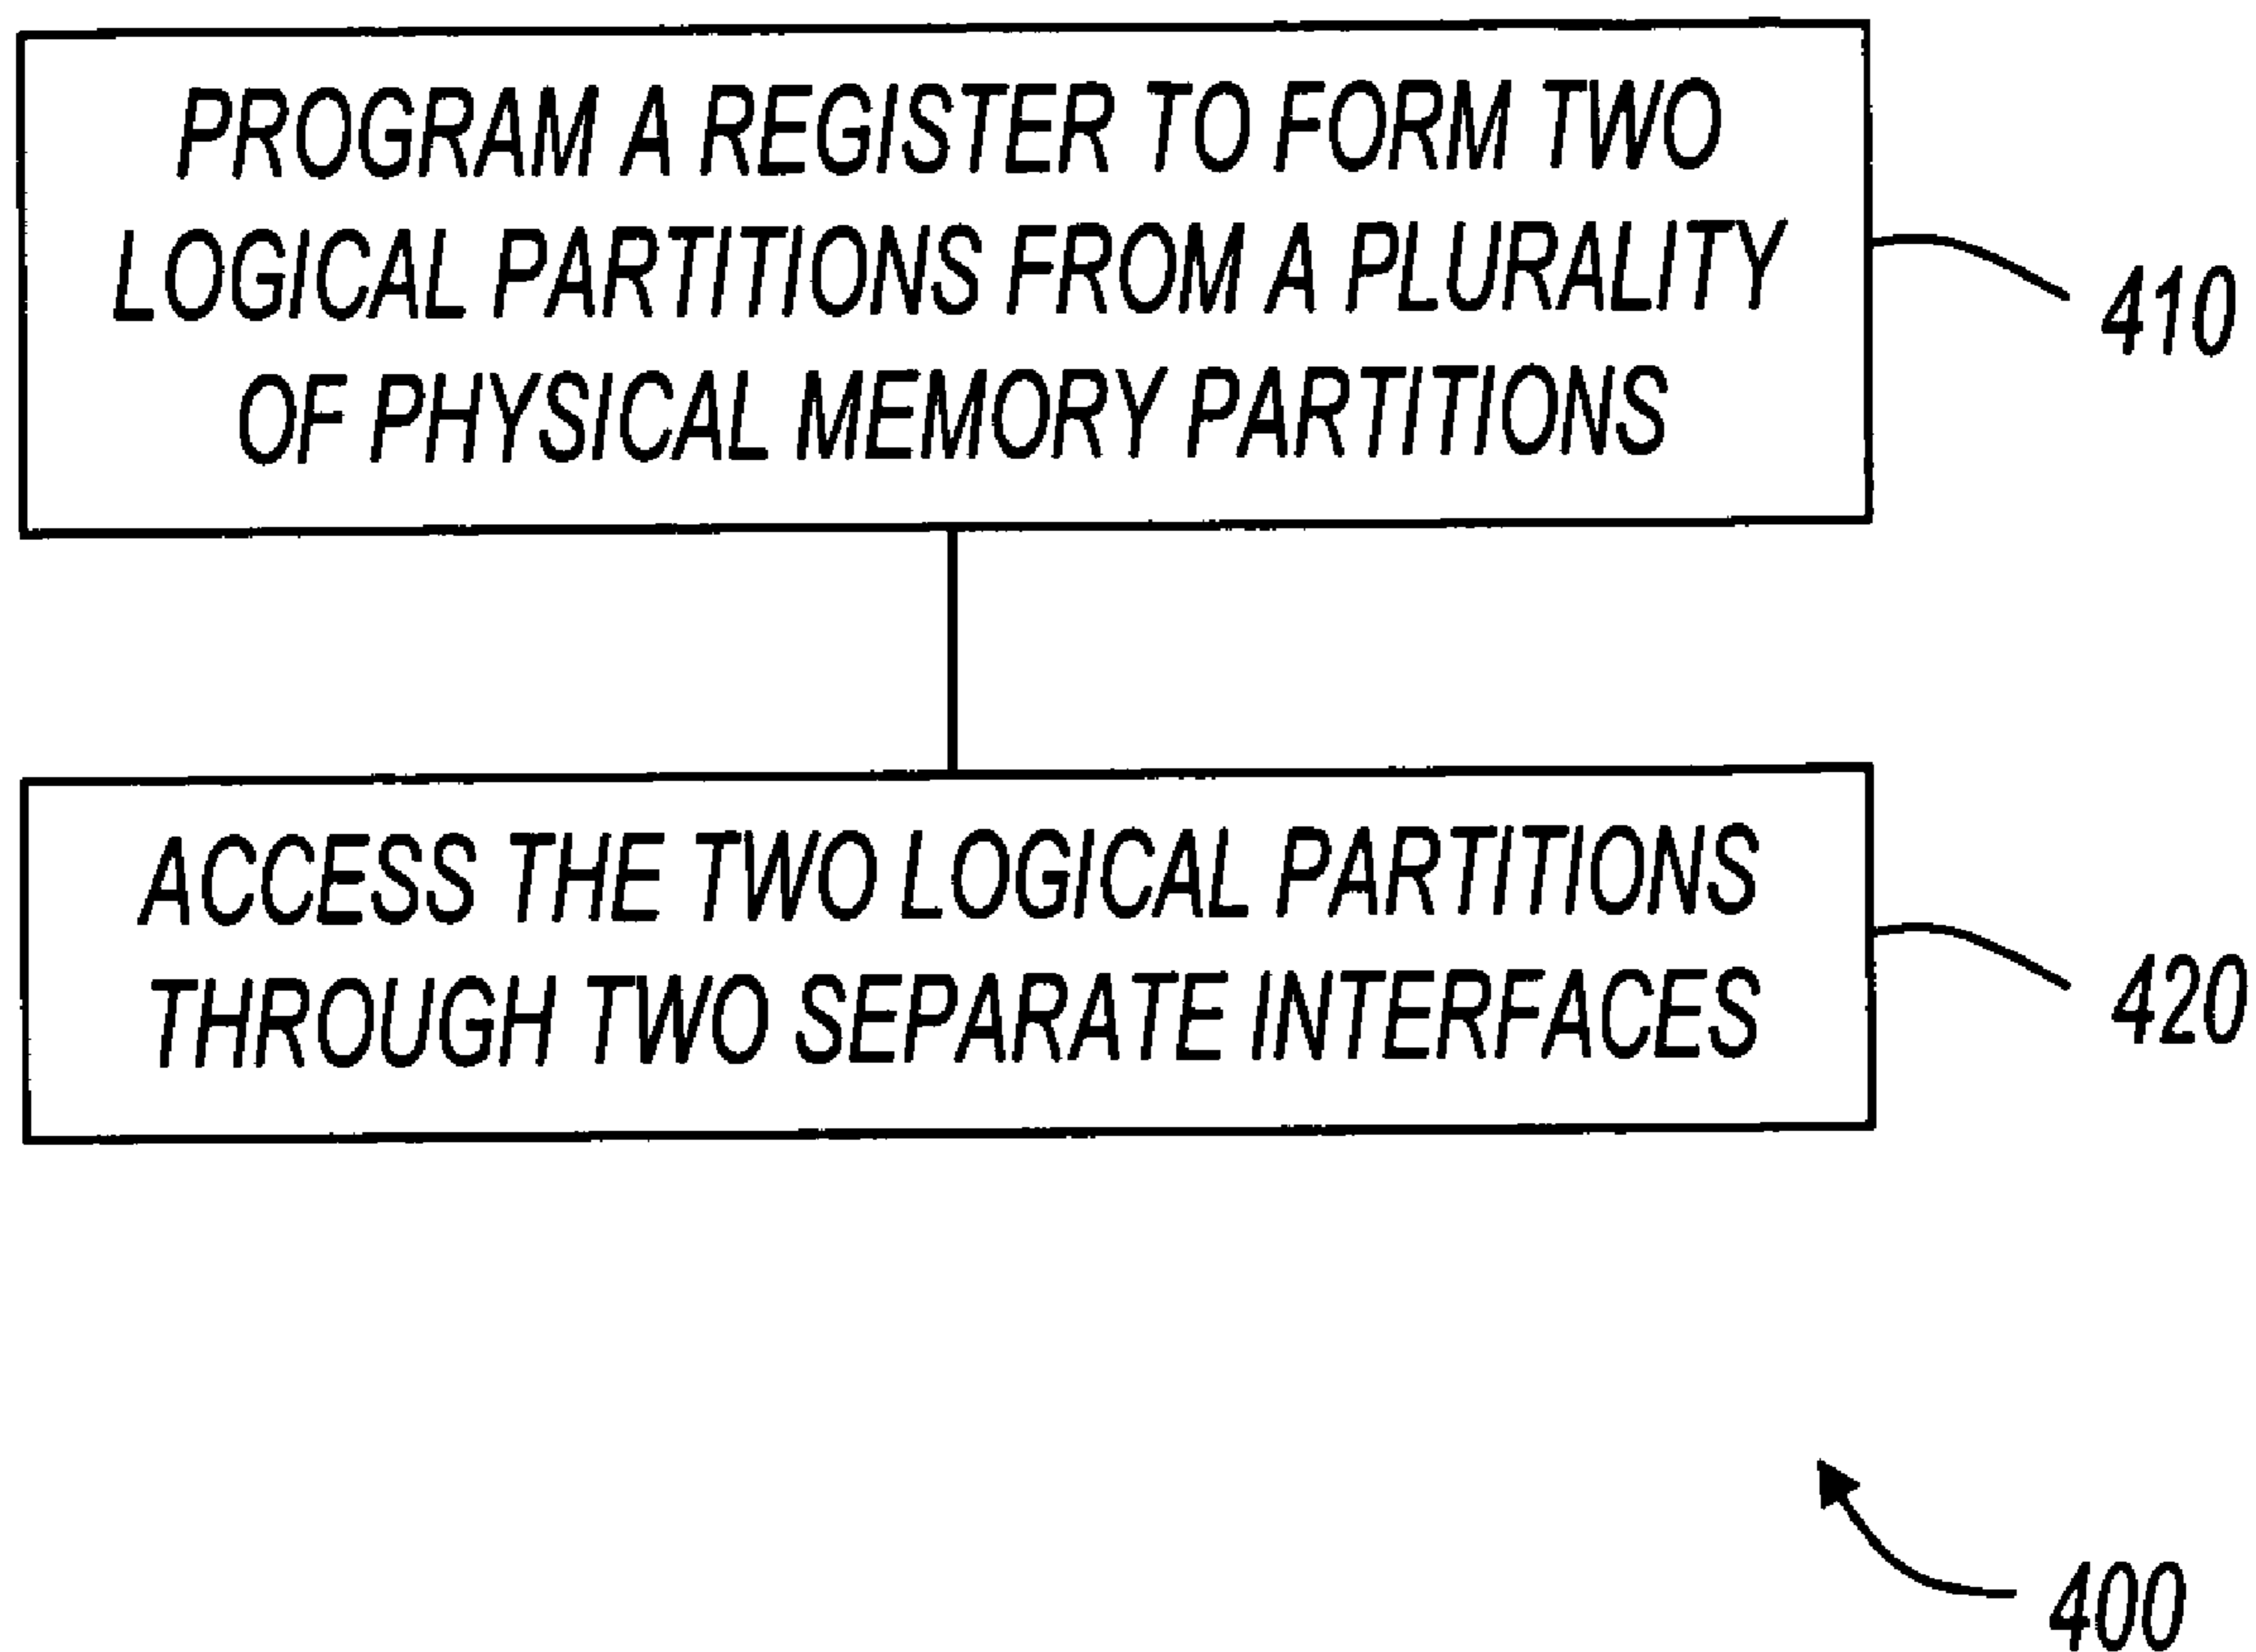 PROGRAM A REGISTER TO FORM TWO
LOGICAL PARTITIONS FROM A PLURALITY
OF PHYSICAL MEMORY PARTITIONS
410
ACCESS THE TWO LOGICAL PARTITIONS
THROUGH TWO SEPARATE INTERFACES
420
400